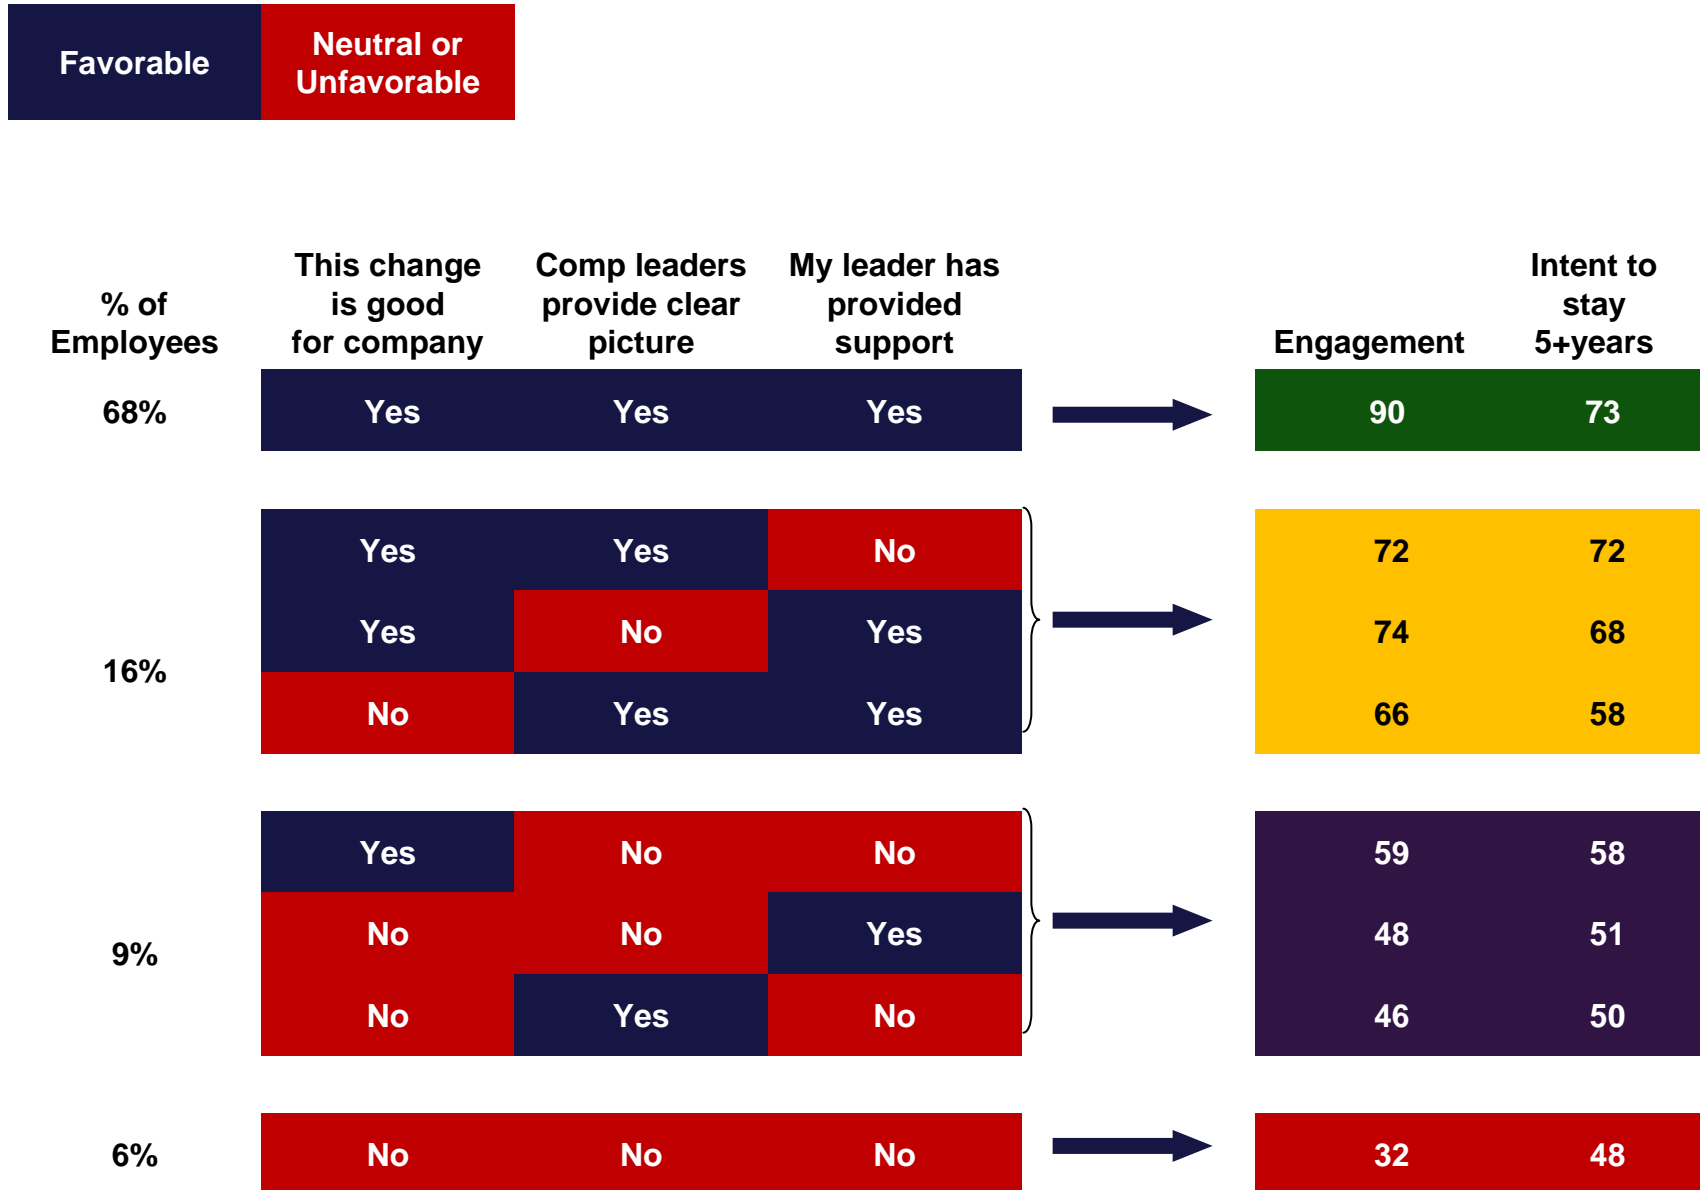 Favorable
Neutral or
Unfavorable
% of
Employees
This change
is good
for company
Comp leaders
provide clear
picture
My leader has
provided
support
Engagement
Intent to
stay
5+years
68%
Yes Yes Yes 90 73
16%
Yes Yes No 72 72
Yes No Yes 74 68
No Yes Yes 66 58
9%
Yes No No 59 58
No No Yes 48 51
No Yes No 46 50
6%
No No No 32 48